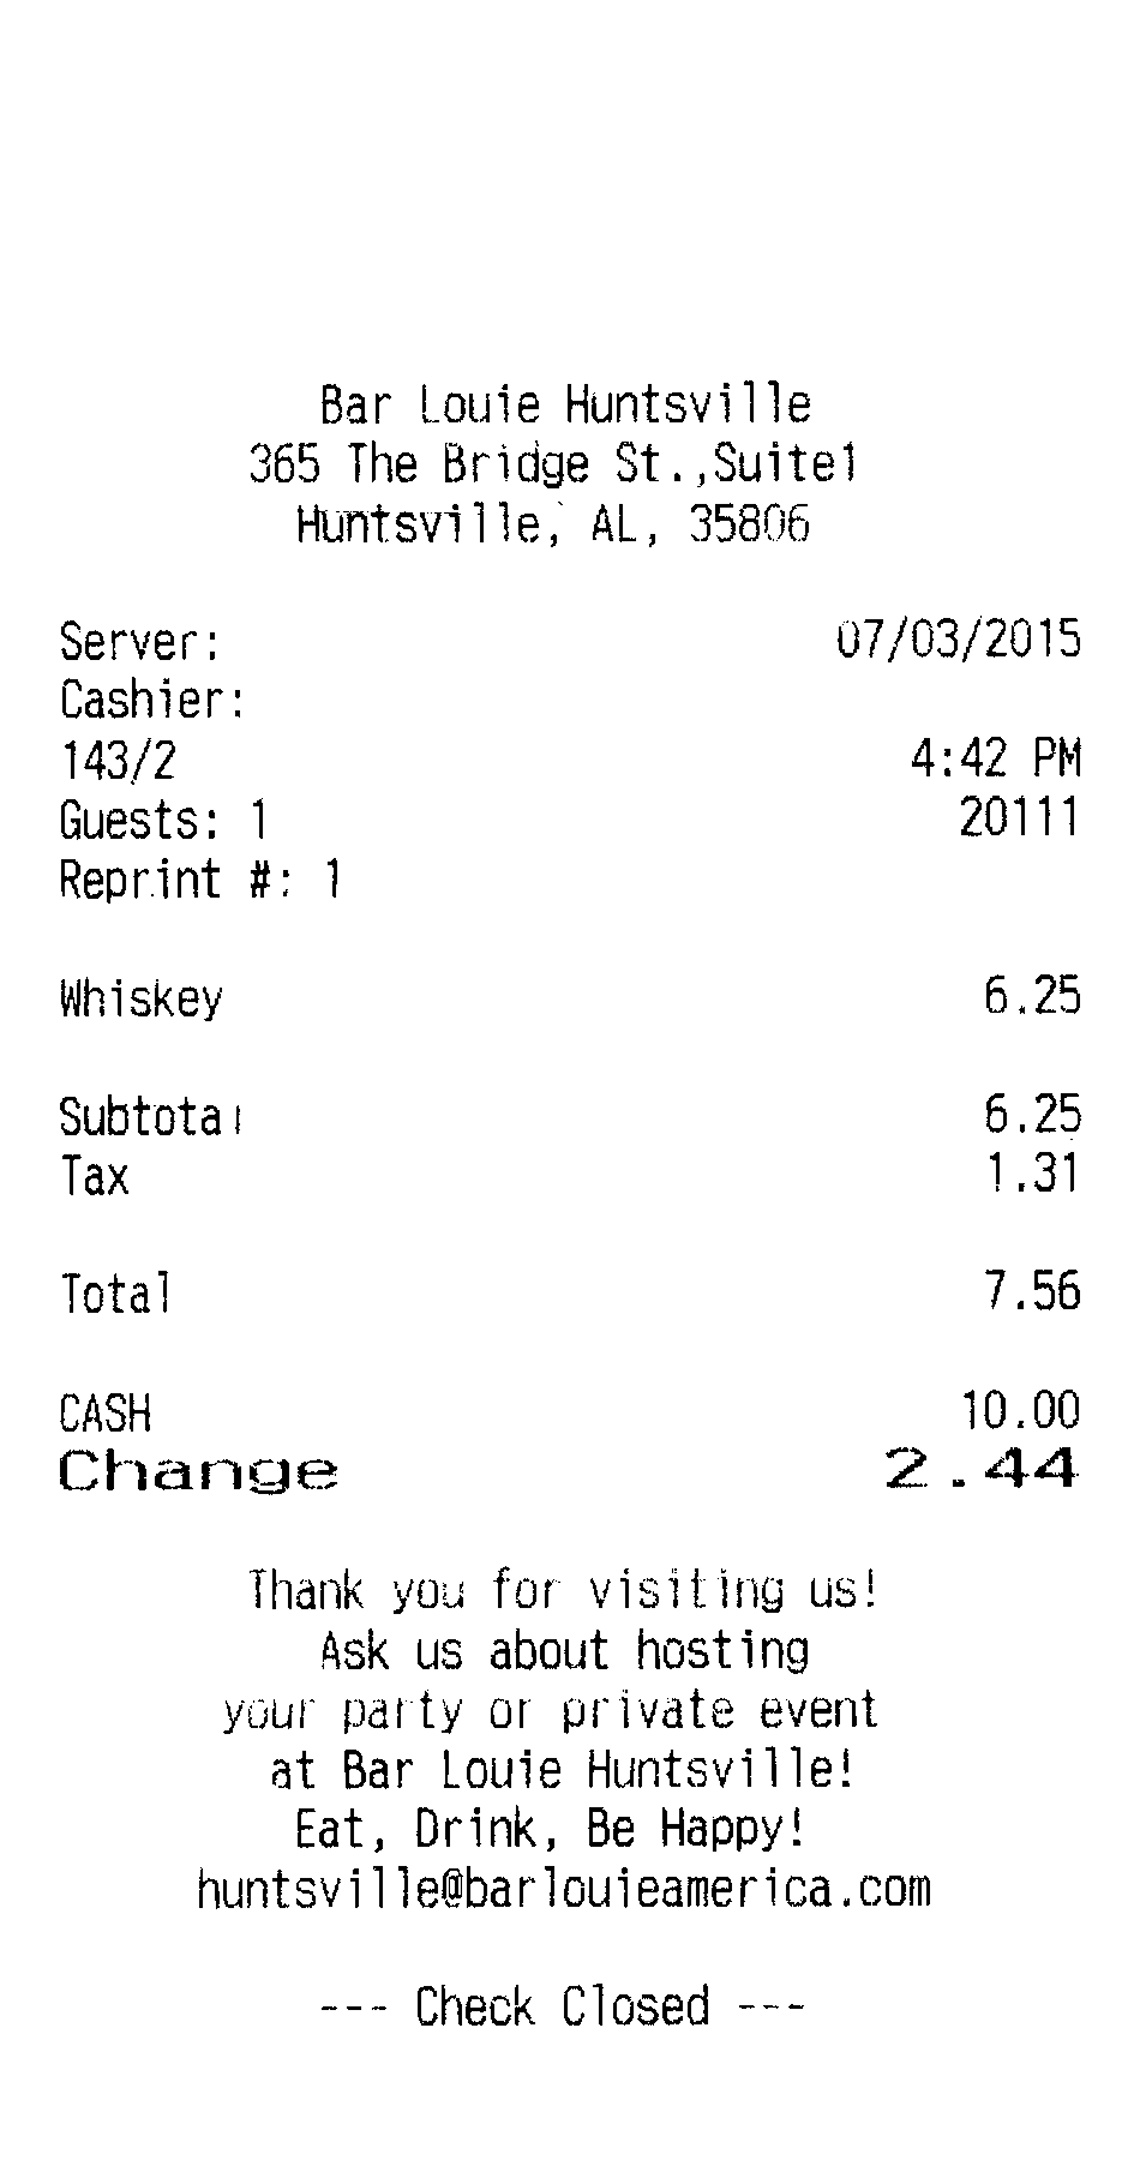 Bar Louie Huntsville
365 The Bridge St.,Suite1
Huntsville, AL, 35806
Server: 07/03/2015
Cashier:
143/2 4:42 PM
Guests: 1 20111
Reprint #: 1
Whiskey 6.25
Subtotal 6.25
Tax 1.31
Total 7.56
CASH 10.00
Change 2.44
Thank you for visiting us!
Ask us about hosting
your party or private event
at Bar Louie Huntsville!
Eat, Drink, Be Happy!
huntsville@barlouieamerica.com
--- Check Closed ---